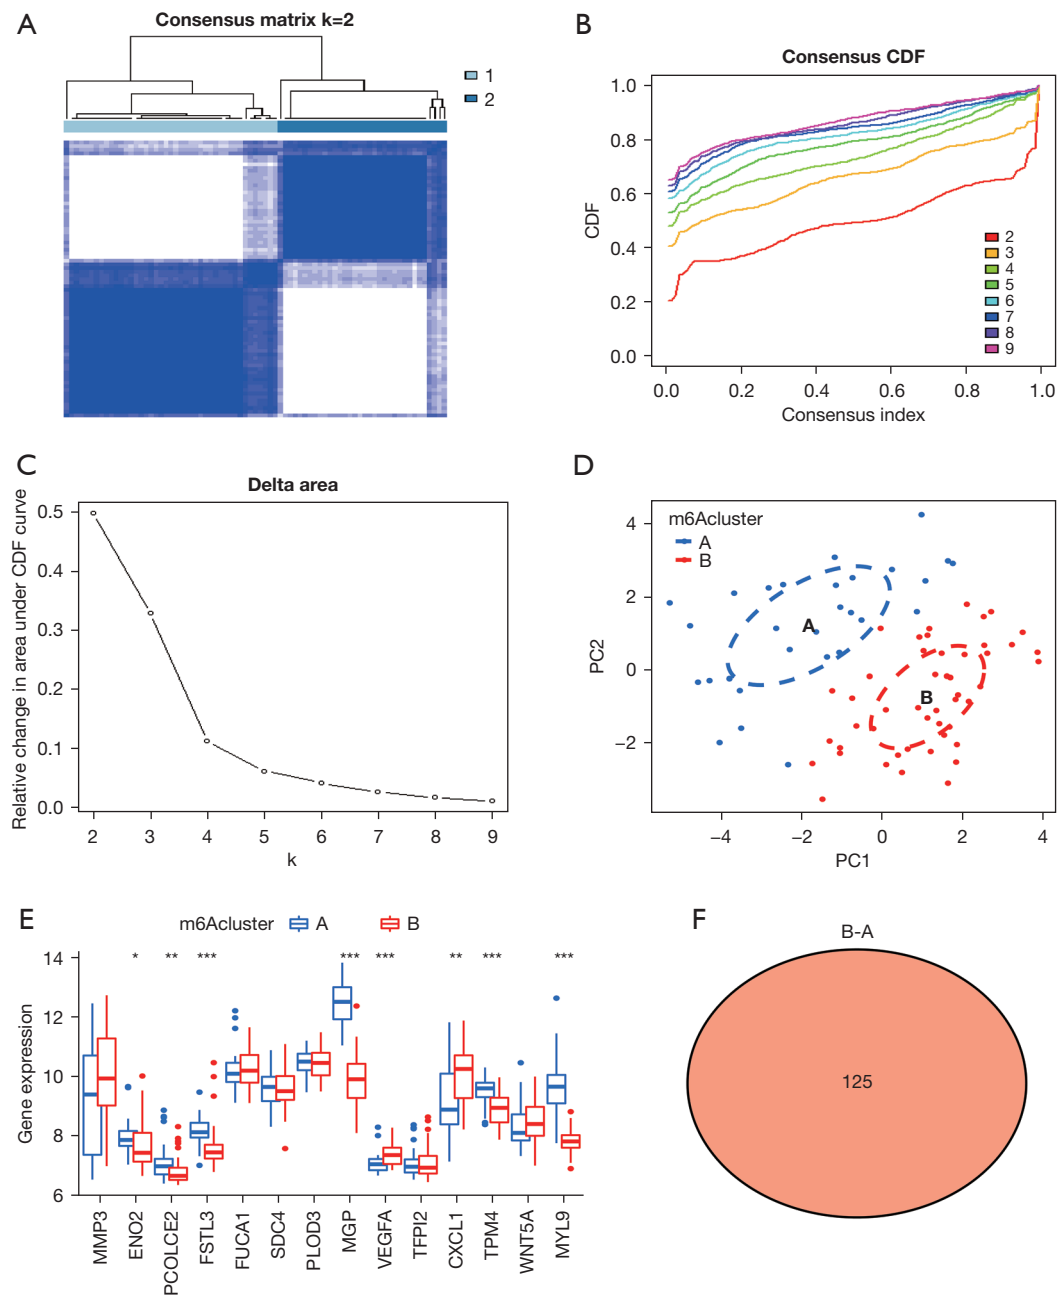 A
Consensus matrix k=2
1
2
B
Consensus CDF
1.0
0.8
0.6
0.4
0.2
0.0
CDF
2
3
4
5
6
7
8
9
0.0 0.2 0.4 0.6 0.8 1.0
Consensus index
C
Delta area
Relative change in area under CDF curve
0.5
0.4
0.3
0.2
0.1
0.0
2 3 4 5 6 7 8 9
k
D
m6Acluster
A
B
PC2
4
2
0
−2
A
B
−4 −2 0 2 4
PC1
E
m6Acluster A B
Gene expression
14
12
10
8
6
* ** *** *** *** ** *** ***
MMP3
ENO2
PCOLCE2
FSTL3
FUCA1
SDC4
PLOD3
MGP
VEGFA
TFPI2
CXCL1
TPM4
WNT5A
MYL9
F
B-A
125